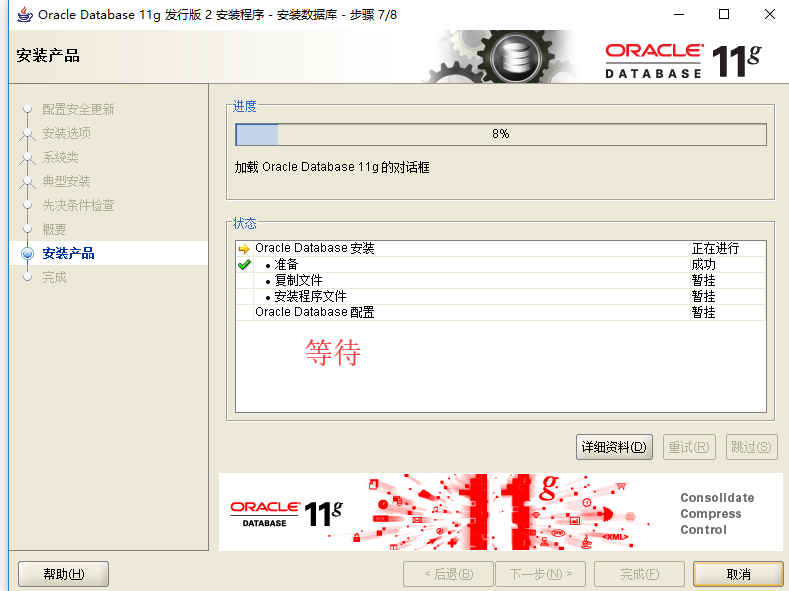 Oracle Database 11g 发行版 2 安装程序 - 安装数据库 - 步骤 7/8
安装产品
ORACLE
DATABASE 11g
配置安全更新
安装选项
系统类
典型安装
先决条件检查
概要
安装产品
完成
进度
8%
加载 Oracle Database 11g 的对话框
状态
Oracle Database 安装 正在进行
• 准备 成功
• 复制文件 暂挂
• 安装程序文件 暂挂
Oracle Database 配置 暂挂
等待
详细资料(D) 重试(R) 跳过(S)
ORACLE
DATABASE 11g
11g
<XML>
Consolidate
Compress
Control
帮助(H) < 后退(B) 下一步(N) > 完成(F) 取消